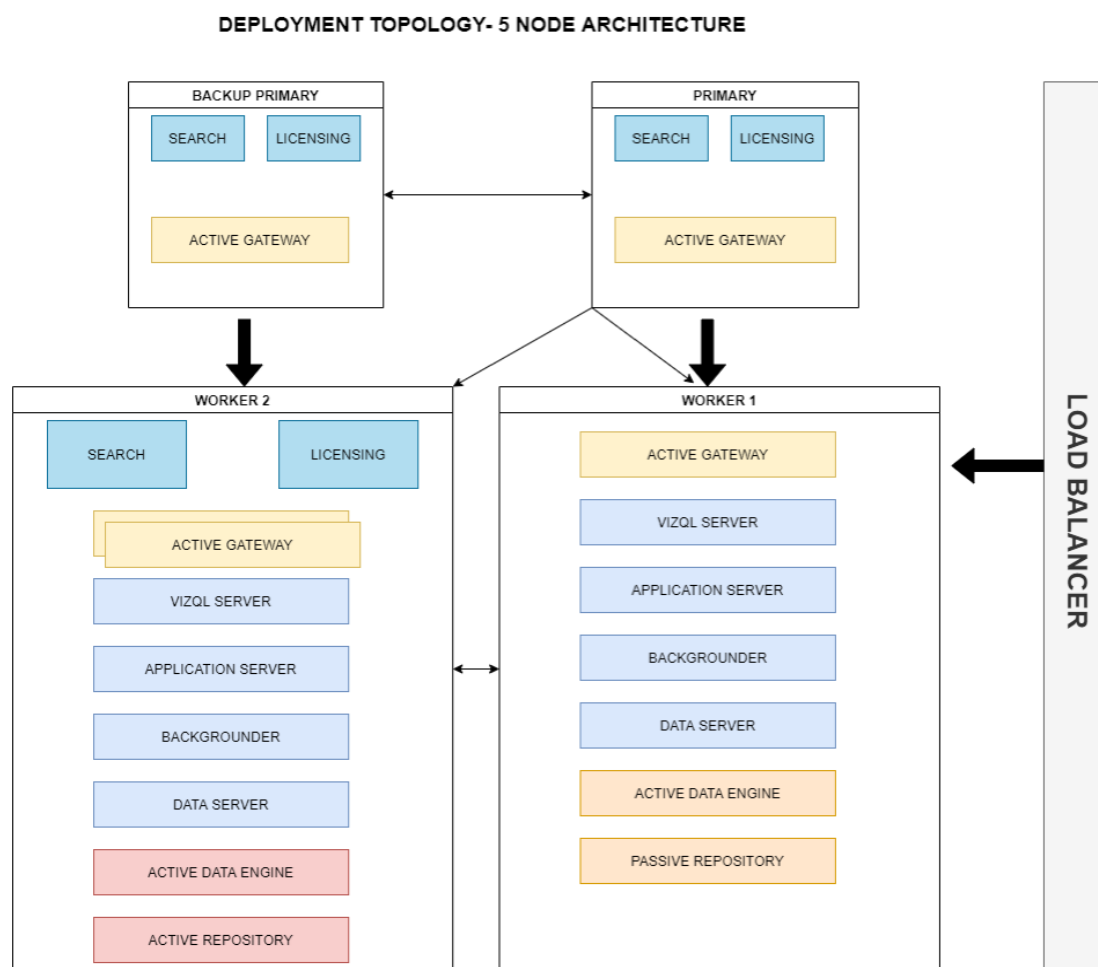 DEPLOYMENT TOPOLOGY- 5 NODE ARCHITECTURE
BACKUP PRIMARY
SEARCH
LICENSING
ACTIVE GATEWAY
PRIMARY
SEARCH
LICENSING
ACTIVE GATEWAY
WORKER 2
SEARCH
LICENSING
ACTIVE GATEWAY
VIZQL SERVER
APPLICATION SERVER
BACKGROUNDER
DATA SERVER
ACTIVE DATA ENGINE
ACTIVE REPOSITORY
WORKER 1
ACTIVE GATEWAY
VIZQL SERVER
APPLICATION SERVER
BACKGROUNDER
DATA SERVER
ACTIVE DATA ENGINE
PASSIVE REPOSITORY
LOAD BALANCER